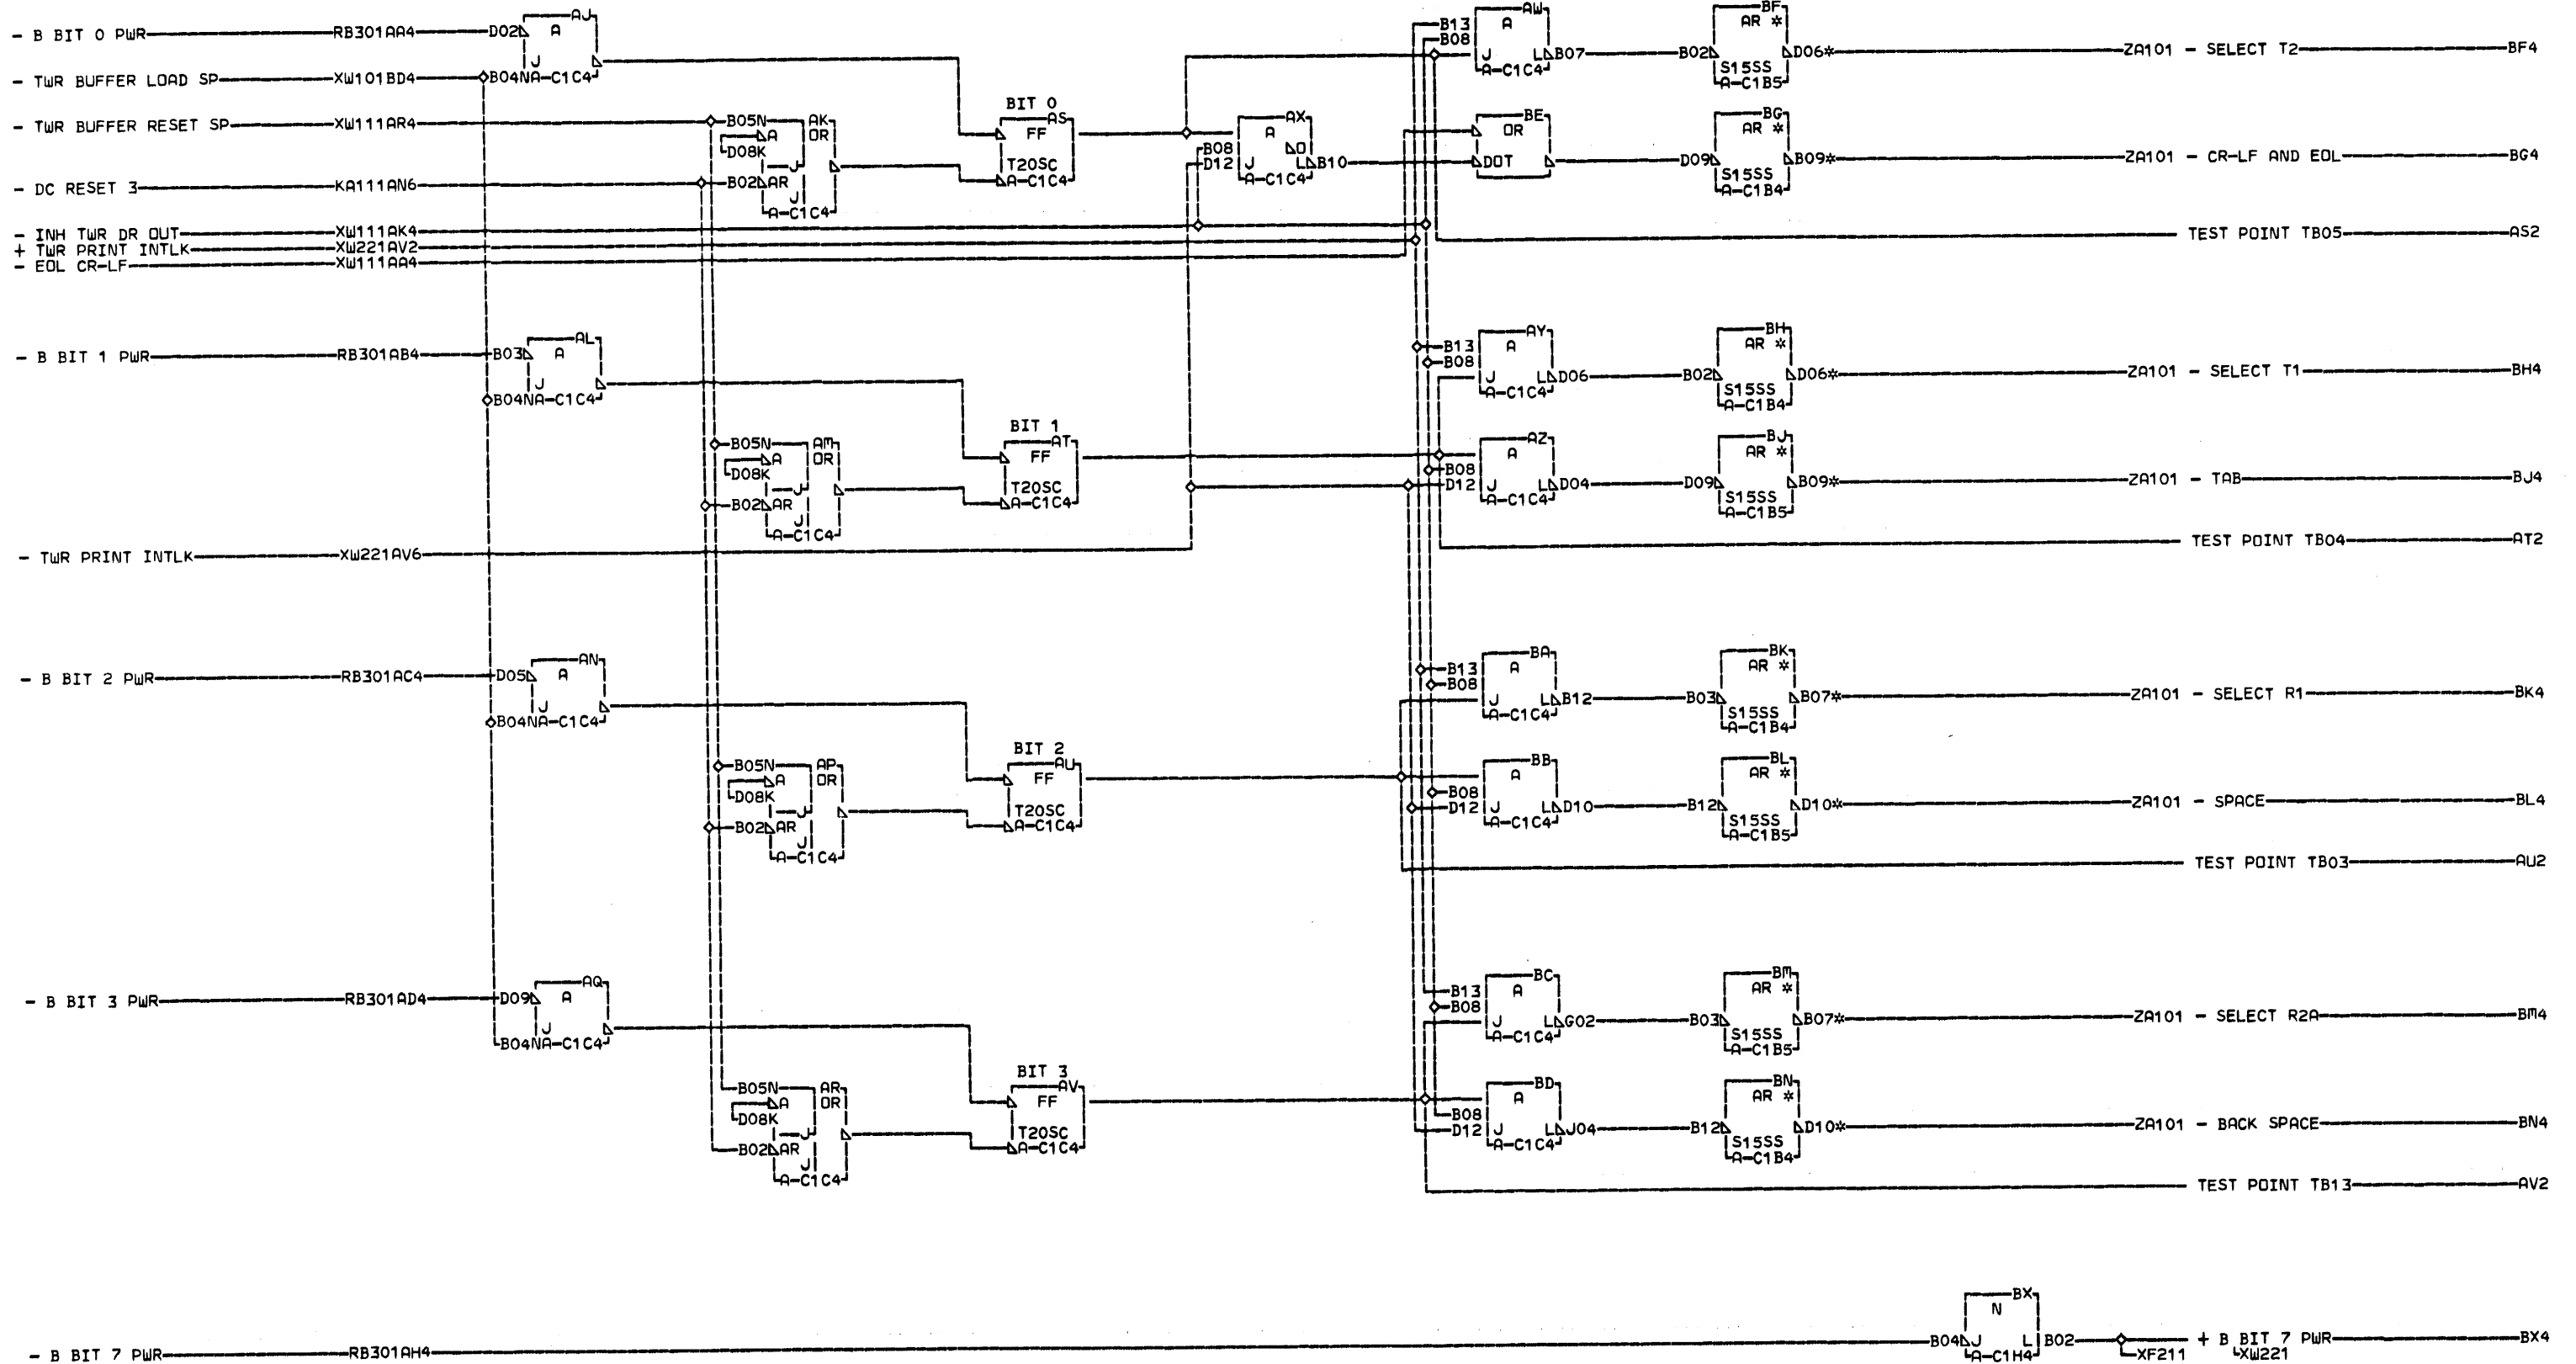 - B BIT 0 PWR RB301AA4 D02 A AJ J
- TWR BUFFER LOAD SP XW101BD4 B04NA-C1C4
- TWR BUFFER RESET SP XW111AR4 B05N AK OR A D08K J
- DC RESET 3 KA111AN6 B02 AR J A-C1C4
- INH TWR DR OUT XW111AK4
+ TWR PRINT INTLK XW221AV2
- EOL CR-LF XW111AA4
BIT 0 AS FF T20SC A-C1C4
AX A O B08 D12 J L B10 A-C1C4
B13 B08 AW A J L B07 A-C1C4
B02 BF AR * D06* S15SS A-C1B5 ZA101 - SELECT T2 BF4
BE OR DOT
D09 BG AR * B09* S15SS A-C1B4 ZA101 - CR-LF AND EOL BG4
TEST POINT TB05 AS2
- B BIT 1 PWR RB301AB4 B03 A AL J
B04NA-C1C4
B05N AM OR A D08K J
B02 AR J A-C1C4
BIT 1 AT FF T20SC A-C1C4
B13 B08 AY A J L D06 A-C1C4
B02 BH AR * D06* S15SS A-C1B4 ZA101 - SELECT T1 BH4
B08 D12 AZ A J L D04 A-C1C4
D09 BJ AR * B09* S15SS A-C1B5 ZA101 - TAB BJ4
- TWR PRINT INTLK XW221AV6
TEST POINT TB04 AT2
- B BIT 2 PWR RB301AC4 D05 A AN J
B04NA-C1C4
B05N AP OR A D08K J
B02 AR J A-C1C4
BIT 2 AU FF T20SC A-C1C4
B13 B08 BA A J L B12 A-C1C4
B03 BK AR * B07* S15SS A-C1B4 ZA101 - SELECT R1 BK4
B08 D12 BB A J L D10 A-C1C4
B12 BL AR * D10* S15SS A-C1B5 ZA101 - SPACE BL4
TEST POINT TB03 AU2
- B BIT 3 PWR RB301AD4 D09 A AQ J
B04NA-C1C4
B05N AR OR A D08K J
B02 AR J A-C1C4
BIT 3 AV FF T20SC A-C1C4
B13 B08 BC A J L G02 A-C1C4
B03 BM AR * B07* S15SS A-C1B5 ZA101 - SELECT R2A BM4
B08 D12 BD A J L J04 A-C1C4
B12 BN AR * D10* S15SS A-C1B4 ZA101 - BACK SPACE BN4
TEST POINT TB13 AV2
- B BIT 7 PWR RB301AH4 B04 BX N J L B02 A-C1H4 + B BIT 7 PWR BX4
XF211 XW221